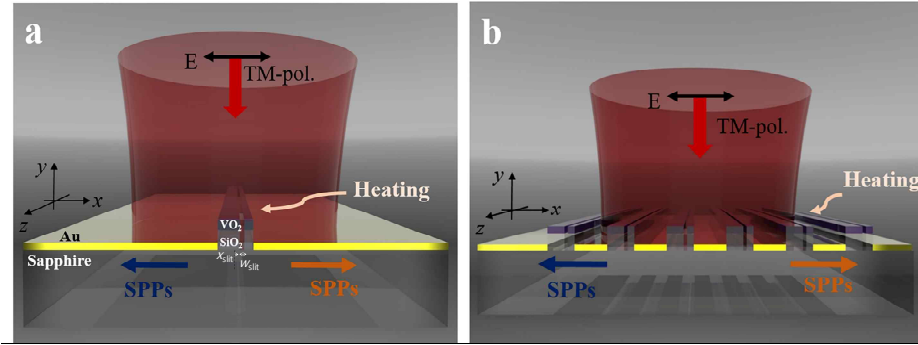 a
E
TM-pol.
Heating
y
x
z
VO2
SiO2
Au
Sapphire
xslit
wslit
SPPs
SPPs
b
E
TM-pol.
Heating
y
x
z
SPPs
SPPs